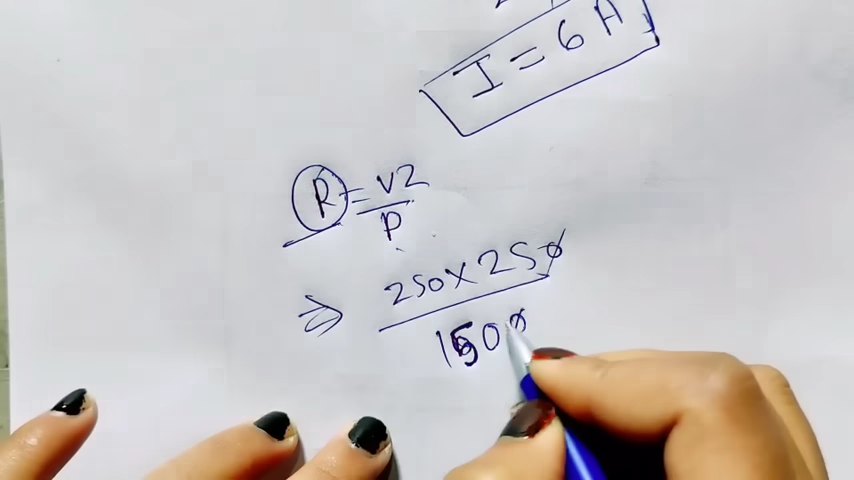 I = 6 A
R = V2
P
⇒ 250 x 250
1500